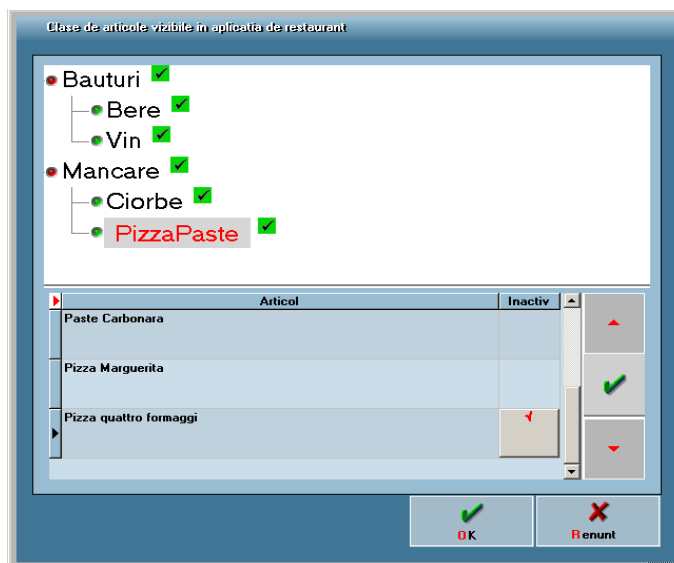 Clase de articole vizibile in aplicatia de restaurant
Bauturi
Bere
Vin
Mancare
Ciorbe
PizzaPaste
Articol Inactiv
Paste Carbonara
Pizza Marguerita
Pizza quattro formaggi
OK Renunt